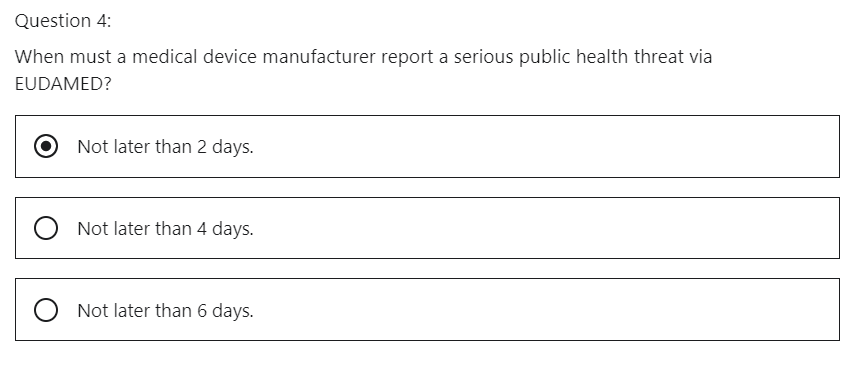 Question 4:
When must a medical device manufacturer report a serious public health threat via
EUDAMED?
Not later than 2 days.
Not later than 4 days.
Not later than 6 days.